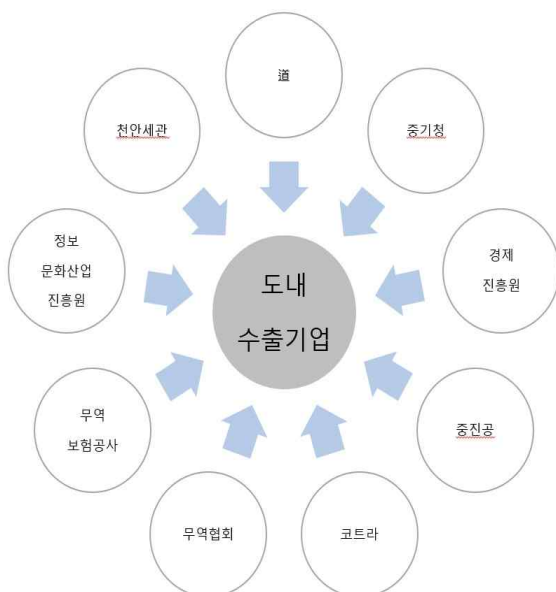 道
천안세관
중기청
정보
문화산업
진흥원
경제
진흥원
도내
수출기업
무역
보험공사
중진공
무역협회
코트라